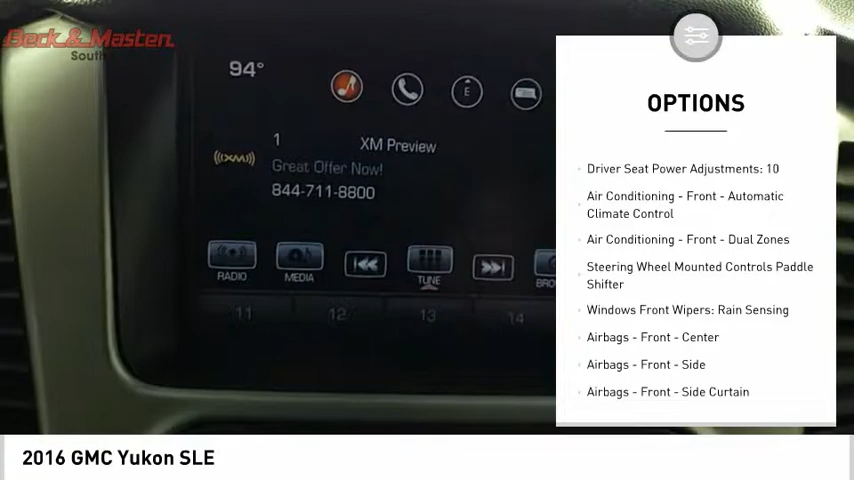 Beck & Masten
South
94°
E
1
XM Preview
((XM))
Great Offer Now!
844-711-8800
RADIO
MEDIA
TUNE
BRO
11
12
13
14
OPTIONS
Driver Seat Power Adjustments: 10
Air Conditioning - Front - Automatic
Climate Control
Air Conditioning - Front - Dual Zones
Steering Wheel Mounted Controls Paddle
Shifter
Windows Front Wipers: Rain Sensing
Airbags - Front - Center
Airbags - Front - Side
Airbags - Front - Side Curtain
2016 GMC Yukon SLE